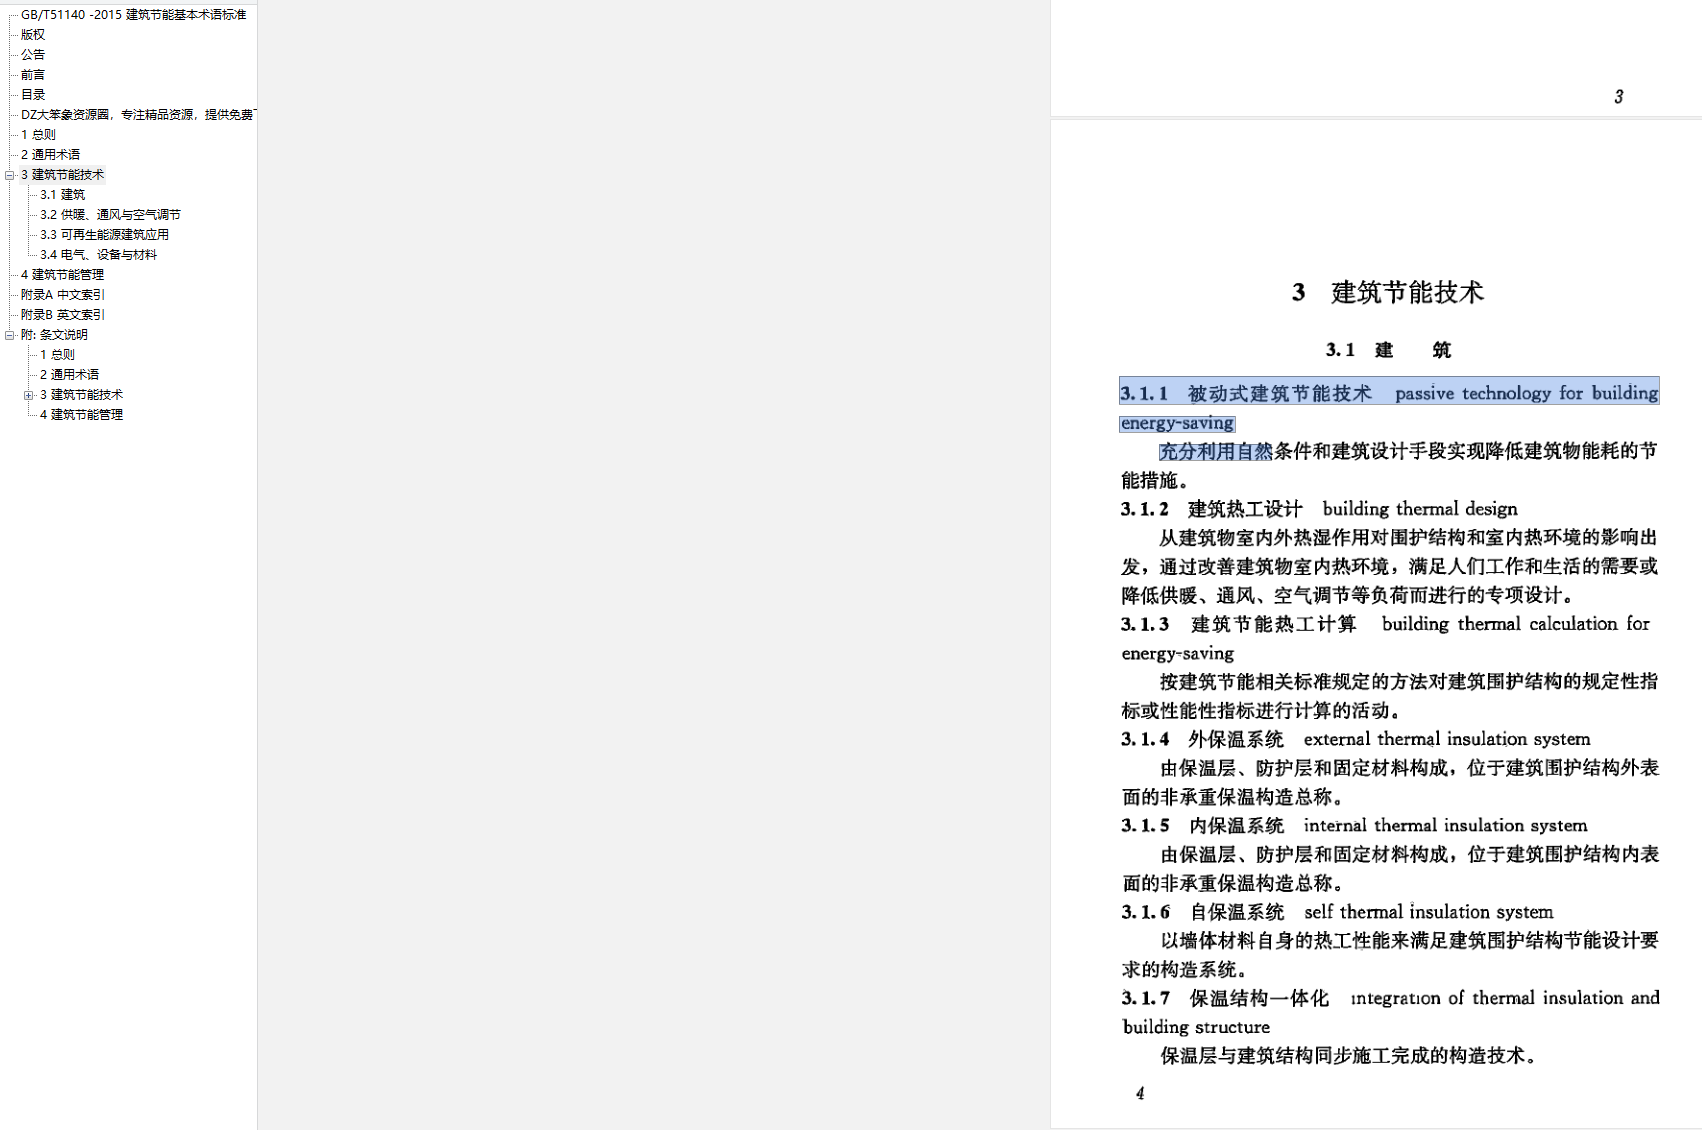 GB/T51140 -2015 建筑节能基本术语标准
版权
公告
前言
目录
DZ大笨象资源圈，专注精品资源，提供免费
1 总则
2 通用术语
3 建筑节能技术
3.1 建筑
3.2 供暖、通风与空气调节
3.3 可再生能源建筑应用
3.4 电气、设备与材料
4 建筑节能管理
附录A 中文索引
附录B 英文索引
附: 条文说明
1 总则
2 通用术语
3 建筑节能技术
4 建筑节能管理
3
3 建筑节能技术
3.1 建 筑
3.1.1 被动式建筑节能技术 passive technology for building
energy-saving
充分利用自然条件和建筑设计手段实现降低建筑物能耗的节
能措施。
3.1.2 建筑热工设计 building thermal design
从建筑物室内外热湿作用对围护结构和室内热环境的影响出
发，通过改善建筑物室内热环境，满足人们工作和生活的需要或
降低供暖、通风、空气调节等负荷而进行的专项设计。
3.1.3 建筑节能热工计算 building thermal calculation for
energy-saving
按建筑节能相关标准规定的方法对建筑围护结构的规定性指
标或性能性指标进行计算的活动。
3.1.4 外保温系统 external thermal insulation system
由保温层、防护层和固定材料构成，位于建筑围护结构外表
面的非承重保温构造总称。
3.1.5 内保温系统 internal thermal insulation system
由保温层、防护层和固定材料构成，位于建筑围护结构内表
面的非承重保温构造总称。
3.1.6 自保温系统 self thermal insulation system
以墙体材料自身的热工性能来满足建筑围护结构节能设计要
求的构造系统。
3.1.7 保温结构一体化 integration of thermal insulation and
building structure
保温层与建筑结构同步施工完成的构造技术。
4